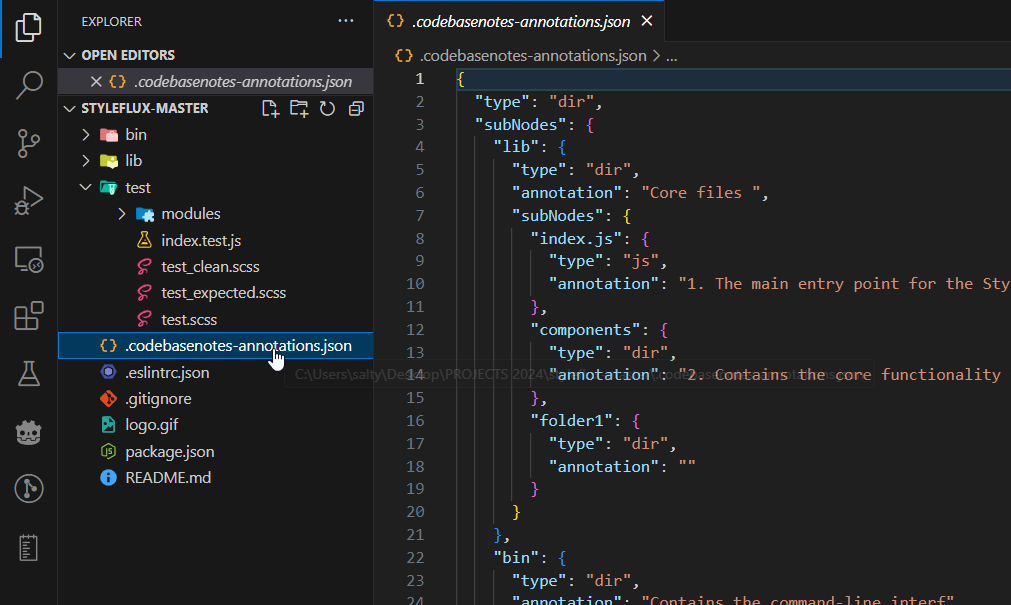 EXPLORER
OPEN EDITORS
.codebasenotes-annotations.json
STYLEFLUX-MASTER
bin
lib
test
modules
index.test.js
test_clean.scss
test_expected.scss
test.scss
.codebasenotes-annotations.json
.eslintrc.json
.gitignore
logo.gif
package.json
README.md
.codebasenotes-annotations.json
.codebasenotes-annotations.json > ...
1 {
2 "type": "dir",
3 "subNodes": {
4 "lib": {
5 "type": "dir",
6 "annotation": "Core files ",
7 "subNodes": {
8 "index.js": {
9 "type": "js",
10 "annotation": "1. The main entry point for the Sty
11 },
12 "components": {
13 "type": "dir",
14 "annotation": "2. Contains the core functionality
15 },
16 "folder1": {
17 "type": "dir",
18 "annotation": ""
19 }
20 }
21 },
22 "bin": {
23 "type": "dir",
24 "annotation": "Contains the command-line interf"
C:\Users\salty\Desktop\PROJECTS 2024\